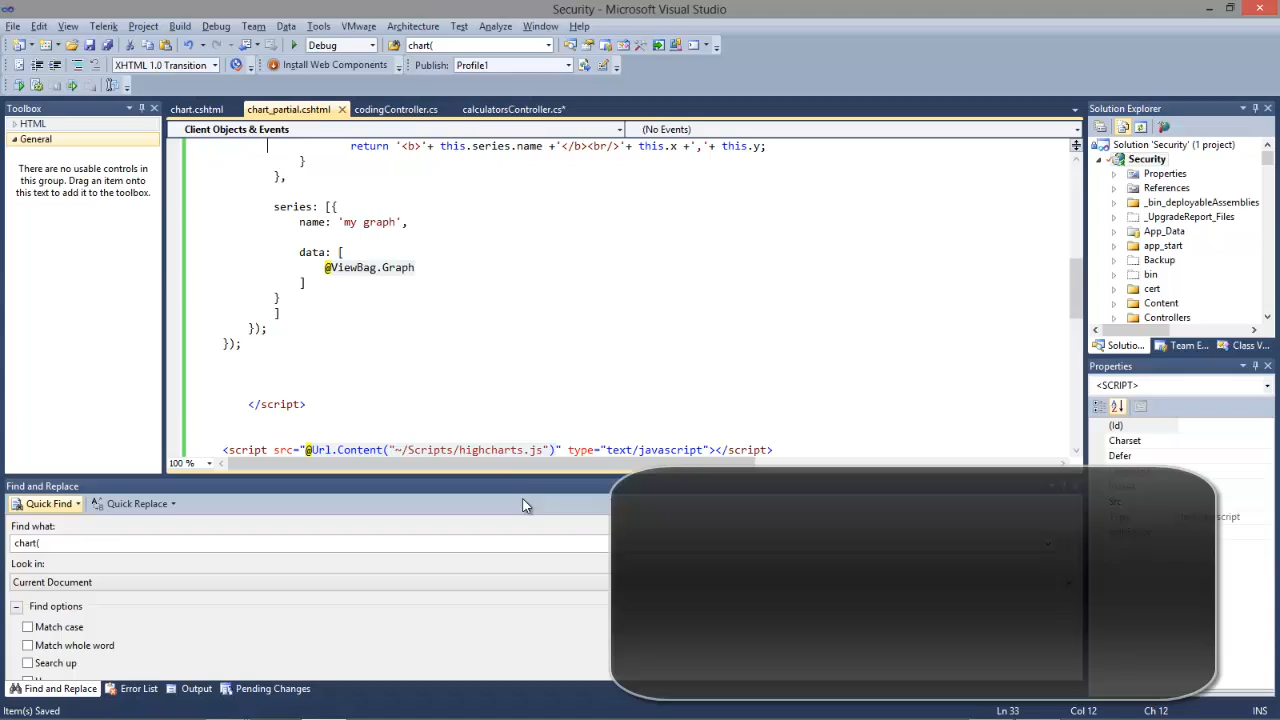 Security - Microsoft Visual Studio
File Edit View Telerik Project Build Debug Team Data Tools VMware Architecture Test Analyze Window Help
Debug chart(
XHTML 1.0 Transition Install Web Components Publish: Profile1
Toolbox
HTML
General
There are no usable controls in
this group. Drag an item onto
this text to add it to the toolbox.
chart.cshtml chart_partial.cshtml codingController.cs calculatorsController.cs*
Client Objects & Events (No Events)
return '<b>'+ this.series.name +'</b><br/>'+ this.x +','+ this.y;
}
},
series: [{
name: 'my graph',
data: [
@ViewBag.Graph
]
}
]
});
});
</script>
<script src="@Url.Content("~/Scripts/highcharts.js")" type="text/javascript"></script>
100 %
Solution Explorer
Solution 'Security' (1 project)
Security
Properties
References
_bin_deployableAssemblies
_UpgradeReport_Files
App_Data
app_start
Backup
bin
cert
Content
Controllers
Solutio... Team E... Class V...
Properties
<SCRIPT>
(Id)
Charset
Defer
Src
Find and Replace
Quick Find Quick Replace
Find what:
chart(
Look in:
Current Document
Find options
Match case
Match whole word
Search up
Find and Replace Error List Output Pending Changes
Item(s) Saved Ln 33 Col 12 Ch 12 INS